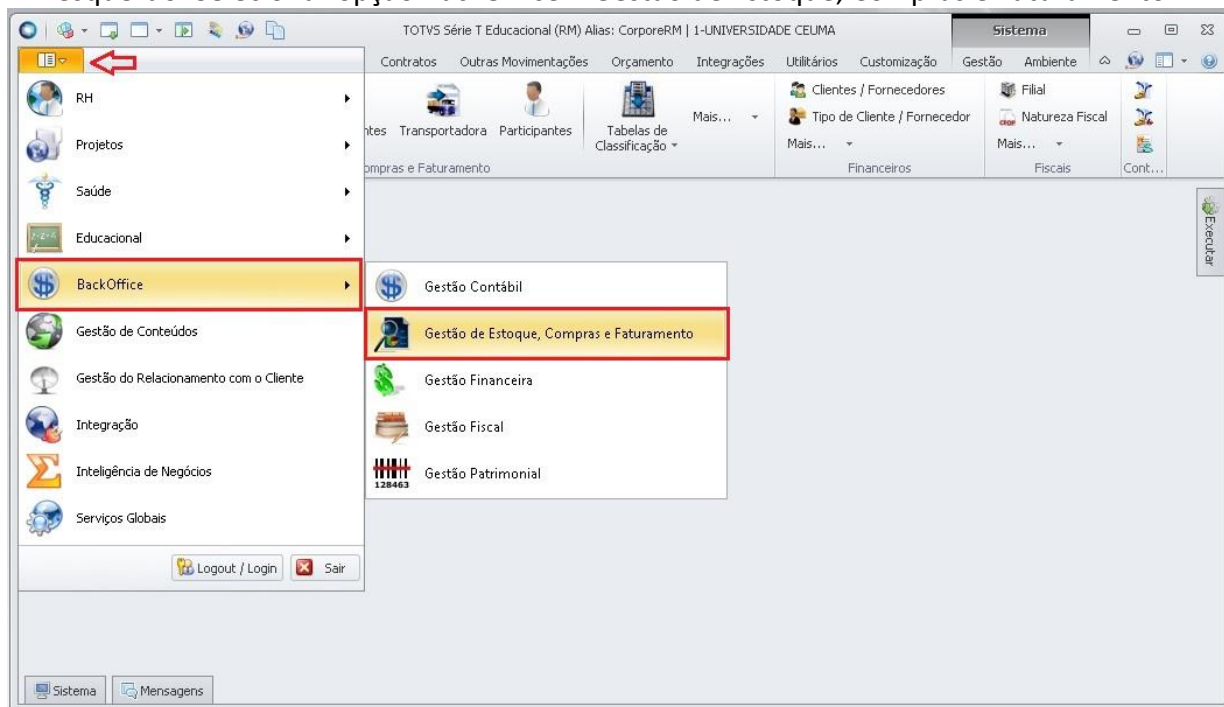 TOTVS Série T Educacional (RM) Alias: CorporeRM | 1-UNIVERSIDADE CEUMA
Sistema
Contratos Outras Movimentações Orçamento Integrações Utilitários Customização Gestão Ambiente
RH
Projetos
Saúde
Educacional
BackOffice
Gestão de Conteúdos
Gestão do Relacionamento com o Cliente
Integração
Inteligência de Negócios
Serviços Globais
Logout / Login Sair
ntes Transportadora Participantes Tabelas de
Classificação
Mais...
ompras e Faturamento
Clientes / Fornecedores
Tipo de Cliente / Fornecedor
Mais...
Financeiros
Filial
Natureza Fiscal
Mais...
Fiscais
Cont...
Executar
Gestão Contábil
Gestão de Estoque, Compras e Faturamento
Gestão Financeira
Gestão Fiscal
128463
Gestão Patrimonial
Sistema Mensagens